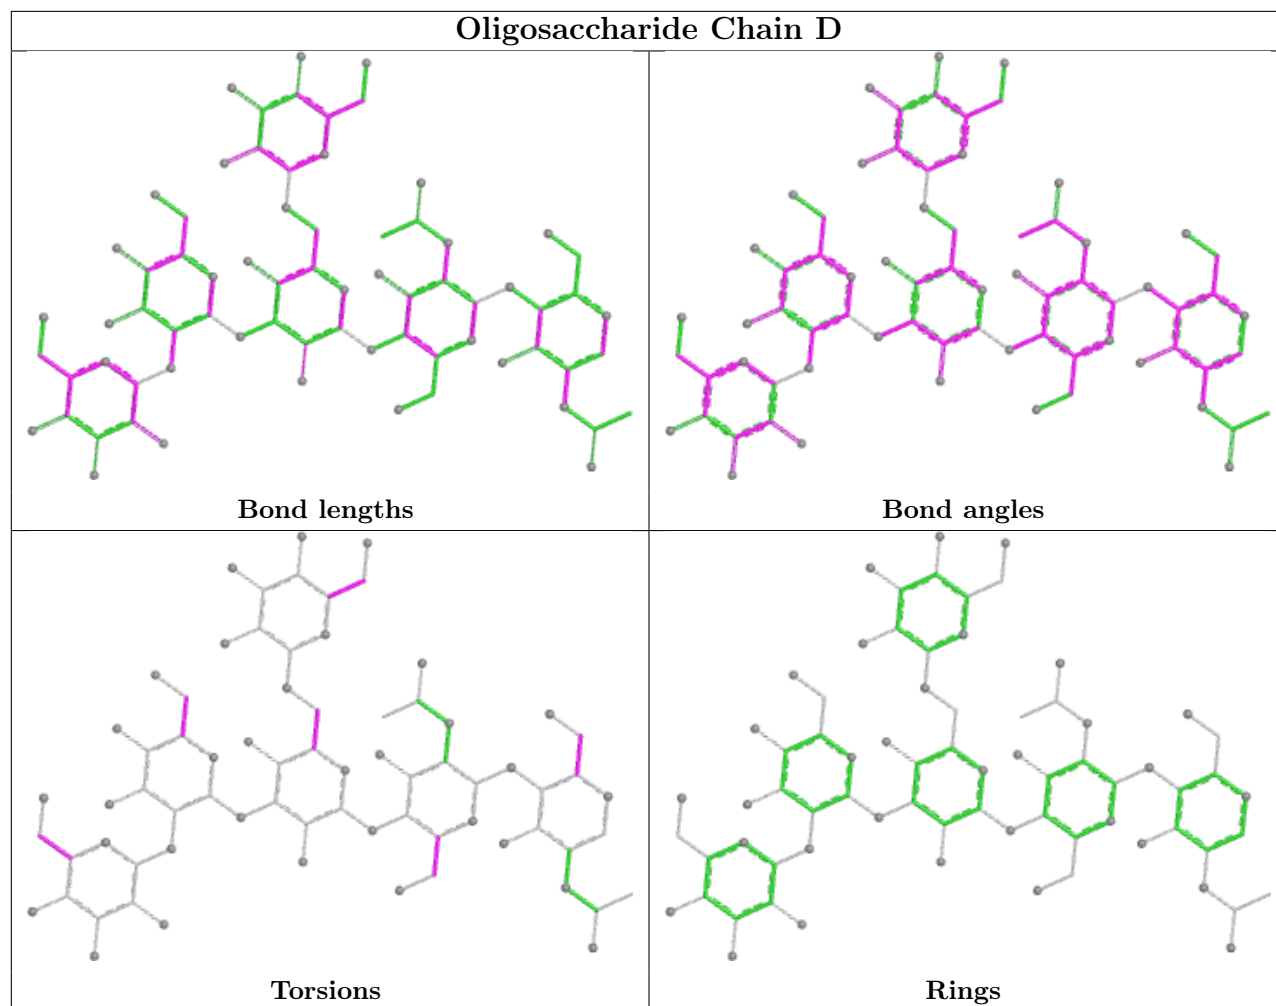 Oligosaccharide Chain D
Bond lengths
Bond angles
Torsions
Rings